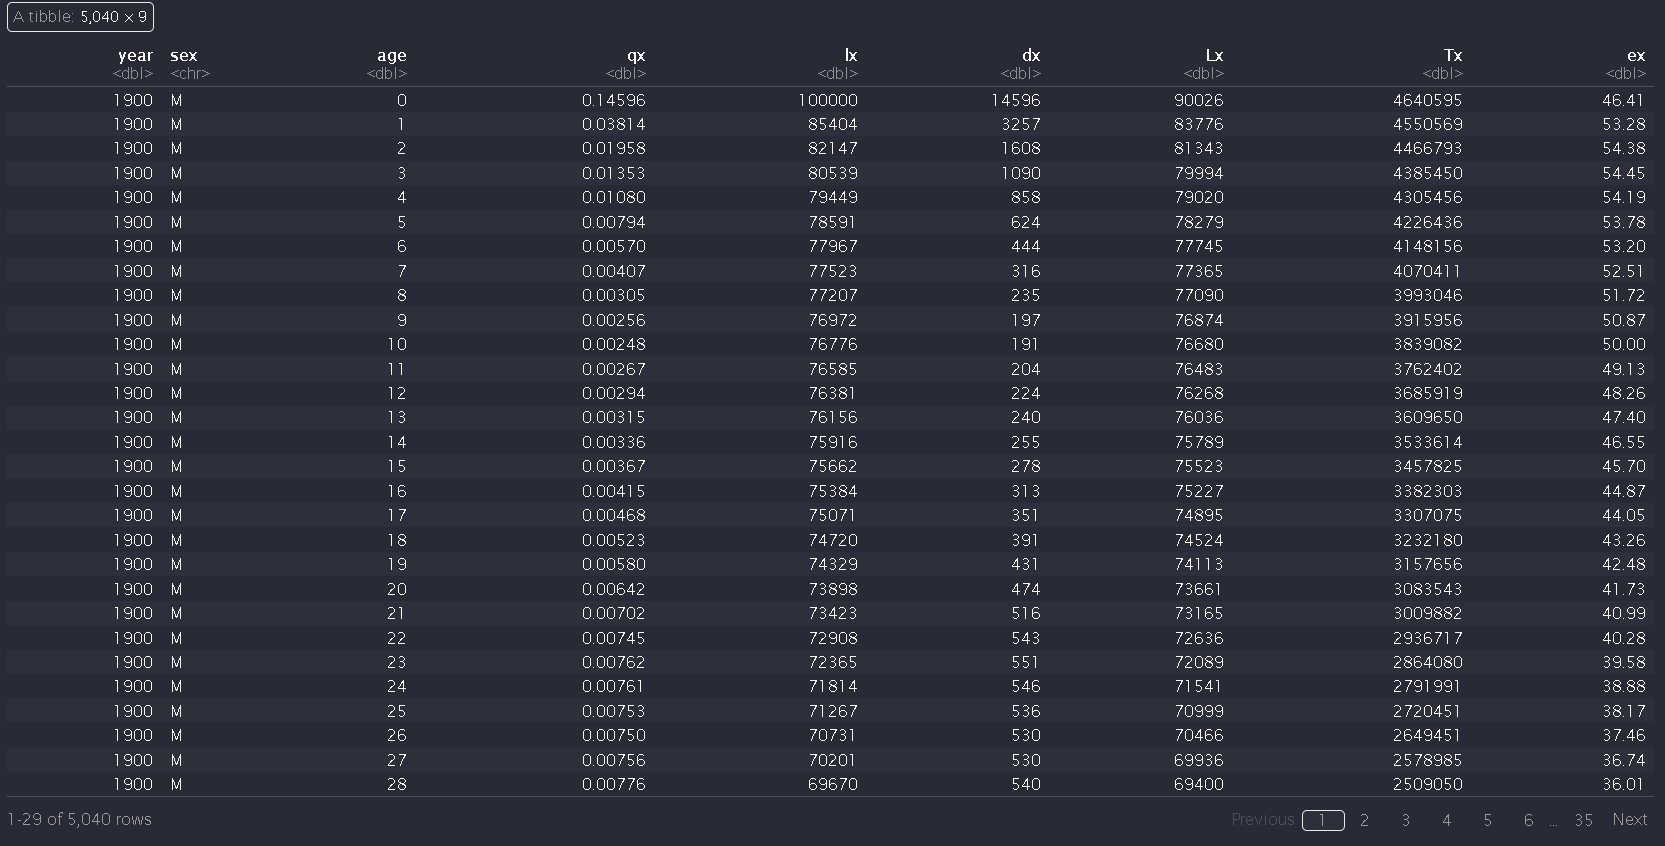 A tibble: 5,040 × 9
year sex age qx lx dx Lx Tx ex
<dbl> <chr> <dbl> <dbl> <dbl> <dbl> <dbl> <dbl> <dbl>
1900 M 0 0.14596 100000 14596 90026 4640595 46.41
1900 M 1 0.03814 85404 3257 83776 4550569 53.28
1900 M 2 0.01958 82147 1608 81343 4466793 54.38
1900 M 3 0.01353 80539 1090 79994 4385450 54.45
1900 M 4 0.01080 79449 858 79020 4305456 54.19
1900 M 5 0.00794 78591 624 78279 4226436 53.78
1900 M 6 0.00570 77967 444 77745 4148156 53.20
1900 M 7 0.00407 77523 316 77365 4070411 52.51
1900 M 8 0.00305 77207 235 77090 3993046 51.72
1900 M 9 0.00256 76972 197 76874 3915956 50.87
1900 M 10 0.00248 76776 191 76680 3839082 50.00
1900 M 11 0.00267 76585 204 76483 3762402 49.13
1900 M 12 0.00294 76381 224 76268 3685919 48.26
1900 M 13 0.00315 76156 240 76036 3609650 47.40
1900 M 14 0.00336 75916 255 75789 3533614 46.55
1900 M 15 0.00367 75662 278 75523 3457825 45.70
1900 M 16 0.00415 75384 313 75227 3382303 44.87
1900 M 17 0.00468 75071 351 74895 3307075 44.05
1900 M 18 0.00523 74720 391 74524 3232180 43.26
1900 M 19 0.00580 74329 431 74113 3157656 42.48
1900 M 20 0.00642 73898 474 73661 3083543 41.73
1900 M 21 0.00702 73423 516 73165 3009882 40.99
1900 M 22 0.00745 72908 543 72636 2936717 40.28
1900 M 23 0.00762 72365 551 72089 2864080 39.58
1900 M 24 0.00761 71814 546 71541 2791991 38.88
1900 M 25 0.00753 71267 536 70999 2720451 38.17
1900 M 26 0.00750 70731 530 70466 2649451 37.46
1900 M 27 0.00756 70201 530 69936 2578985 36.74
1900 M 28 0.00776 69670 540 69400 2509050 36.01
1-29 of 5,040 rows Previous 1 2 3 4 5 6 ... 35 Next